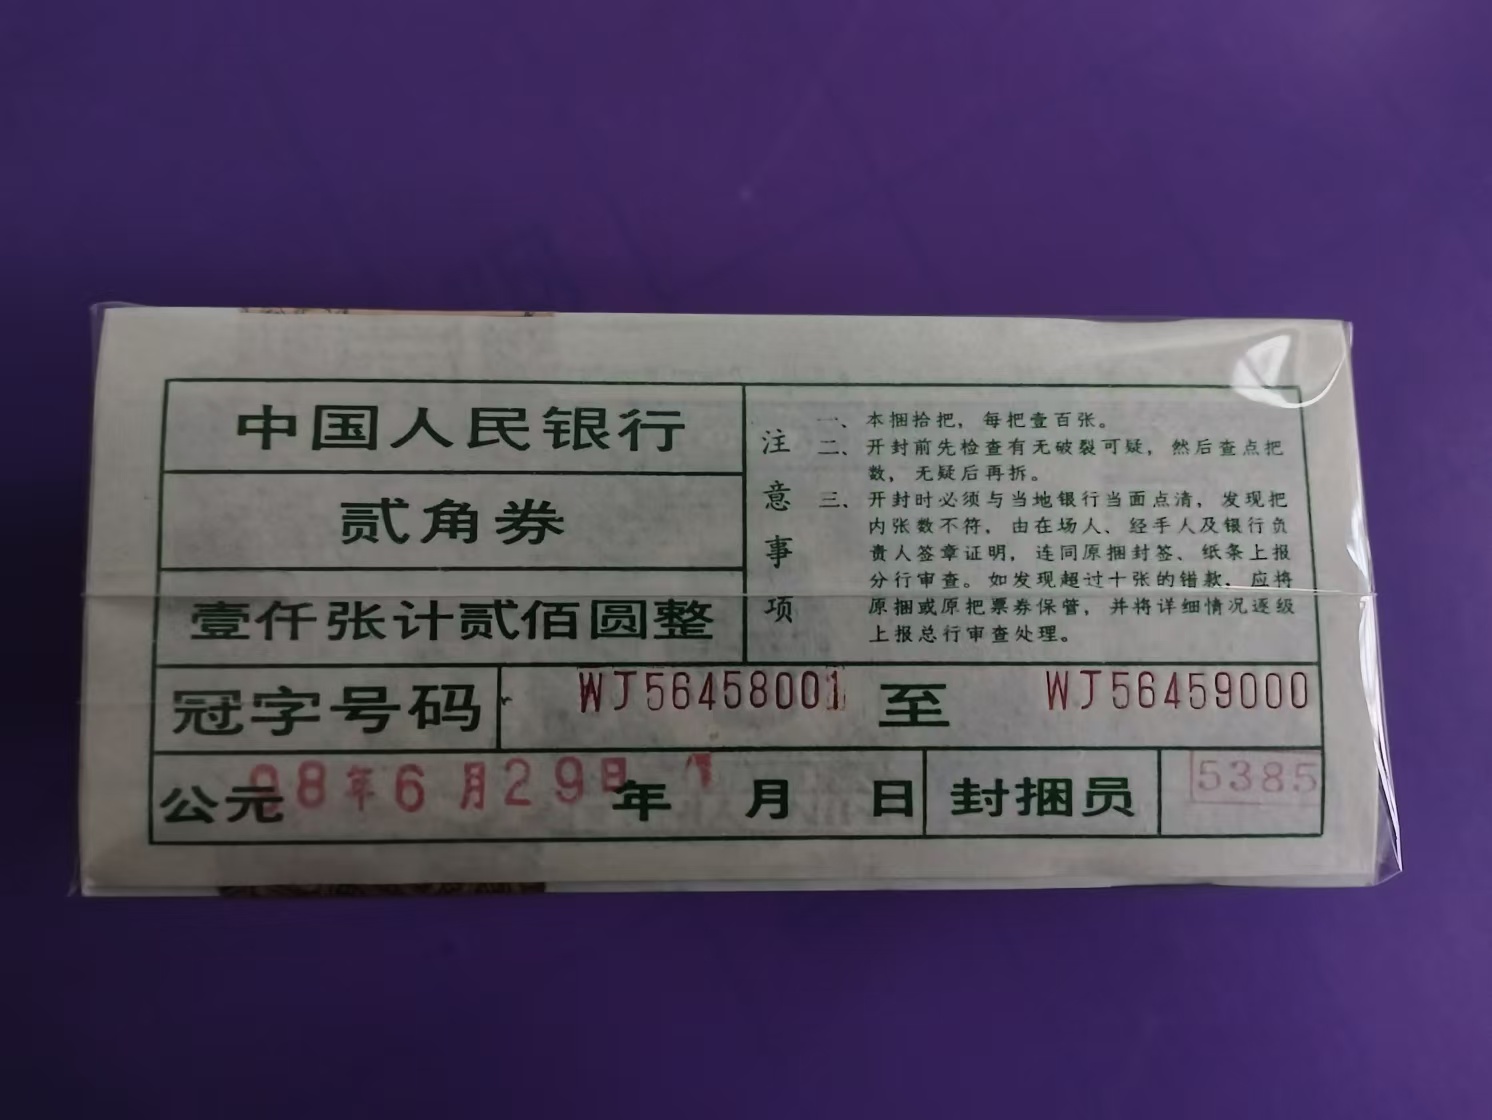 中国人民银行
贰角券
壹仟张计贰佰圆整
注意事项
一、本捆拾把，每把壹百张。
二、开封前先检查有无破裂可疑，然后查点把
数，无疑后再拆。
三、开封时必须与当地银行当面点清，发现把
内张数不符，由在场人、经手人及银行负
责人签章证明，连同原捆封签、纸条上报
分行审查。如发现超过十张的错款，应将
原捆或原把票券保管，并将详细情况逐级
上报总行审查处理。
冠字号码 WJ56458001 至 WJ56459000
公元 年 月 日 封捆员 5385
98年6月29日